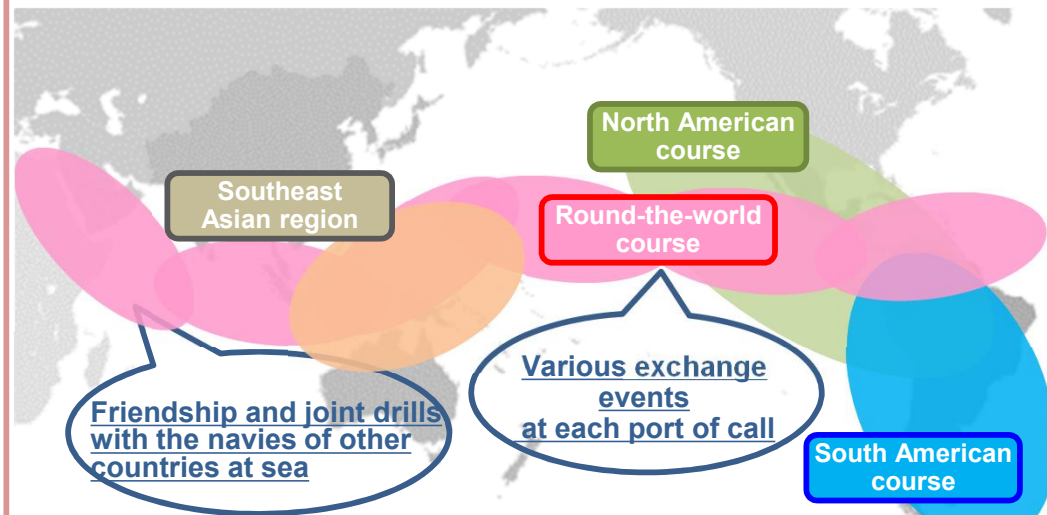 North American
course
Southeast
Asian region
Round-the-world
course
Various exchange
events
at each port of call
Friendship and joint drills
with the navies of other
countries at sea
South American
course